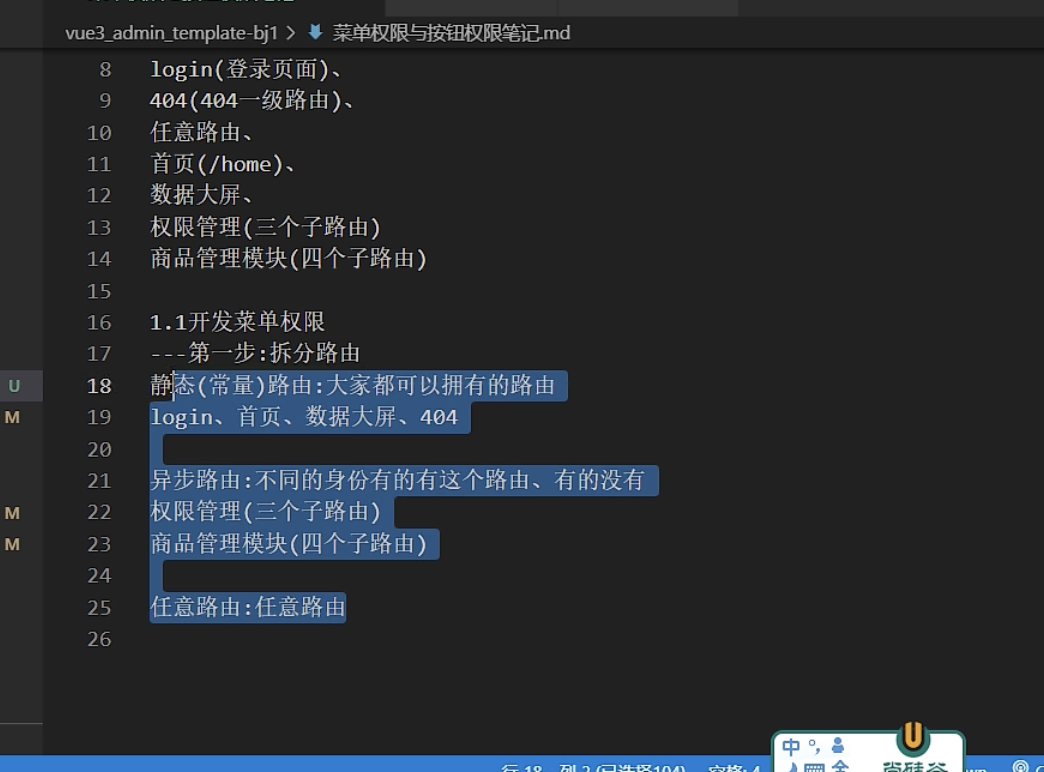 vue3_admin_template-bj1 > 菜单权限与按钮权限笔记.md
8 login(登录页面)、
9 404(404一级路由)、
10 任意路由、
11 首页(/home)、
12 数据大屏、
13 权限管理(三个子路由)
14 商品管理模块(四个子路由)
15
16 1.1开发菜单权限
17 ---第一步:拆分路由
U 18 静态(常量)路由:大家都可以拥有的路由
M 19 login、首页、数据大屏、404
20
21 异步路由:不同的身份有的有这个路由、有的没有
M 22 权限管理(三个子路由)
M 23 商品管理模块(四个子路由)
24
25 任意路由:任意路由
26
中
行 18, 列 2 (已选择104) 空格: 4
尚硅谷